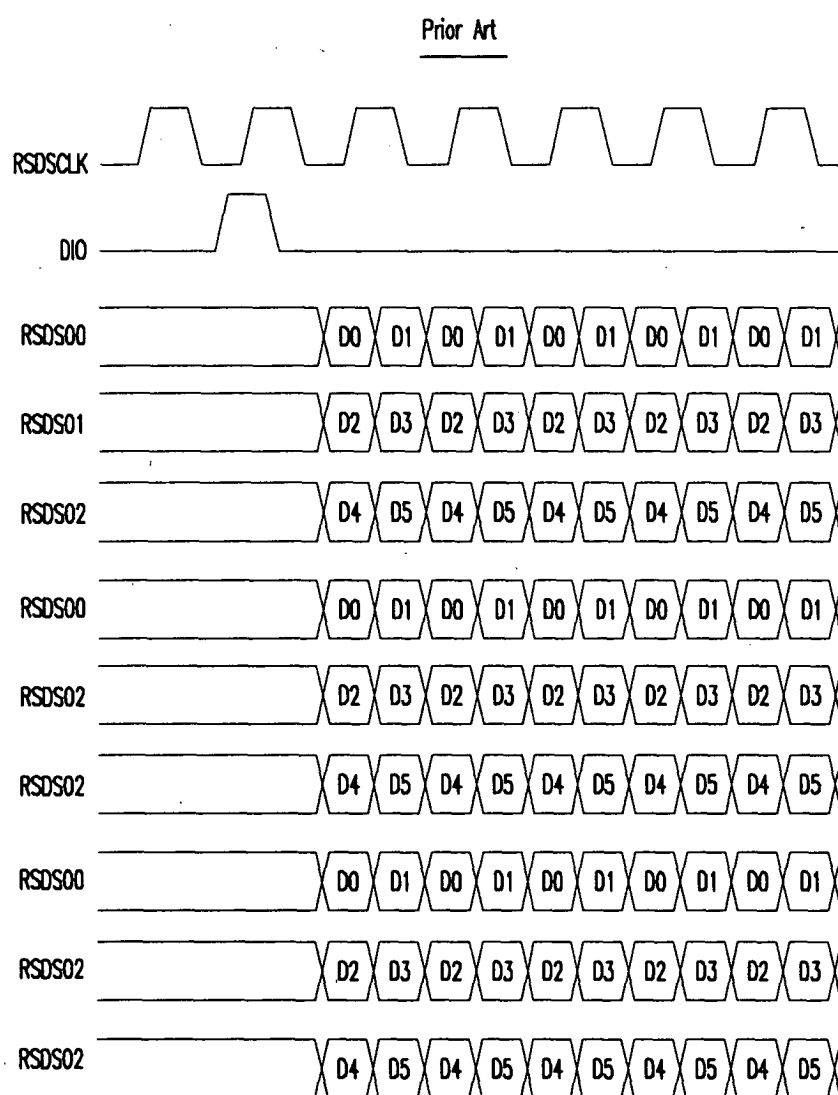 Prior Art
RSDSCLK
DIO
RSDS00 D0 D1 D0 D1 D0 D1 D0 D1 D0 D1
RSDS01 D2 D3 D2 D3 D2 D3 D2 D3 D2 D3
RSDS02 D4 D5 D4 D5 D4 D5 D4 D5 D4 D5
RSDS00 D0 D1 D0 D1 D0 D1 D0 D1 D0 D1
RSDS02 D2 D3 D2 D3 D2 D3 D2 D3 D2 D3
RSDS02 D4 D5 D4 D5 D4 D5 D4 D5 D4 D5
RSDS00 D0 D1 D0 D1 D0 D1 D0 D1 D0 D1
RSDS02 D2 D3 D2 D3 D2 D3 D2 D3 D2 D3
RSDS02 D4 D5 D4 D5 D4 D5 D4 D5 D4 D5